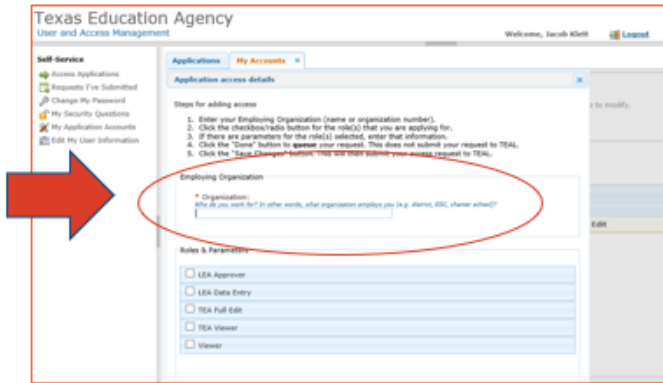 Texas Education Agency
User and Access Management
Welcome, Jacob Klett Logout
Self-Service
Access Applications
Requests I've Submitted
Change My Password
My Security Questions
My Application Accounts
Edit My User Information
Applications My Accounts ×
Application access details ×
Steps for adding access
1. Enter your Employing Organization (name or organization number).
2. Click the checkbox/radio button for the role(s) that you are applying for.
3. If there are parameters for the role(s) selected, enter that information.
4. Click the "Done" button to queue your request. This does not submit your request to TEAL.
5. Click the "Save Changes" button. This will then submit your access request to TEAL.
Employing Organization
* Organization:
Who do you work for? In other words, what organization employs you (e.g. district, ESC, charter school)?
Roles & Parameters
LEA Approver
LEA Data Entry
TEA Full Edit
TEA Viewer
Viewer
s to modify.
Edit